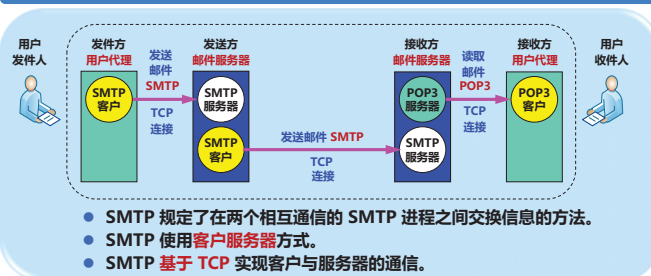 用户
发件人
发件方
用户代理
发送
邮件
SMTP
TCP
连接
发送方
邮件服务器
接收方
邮件服务器
读取
邮件
POP3
TCP
连接
接收方
用户代理
用户
收件人
SMTP
客户
SMTP
服务器
POP3
服务器
POP3
客户
SMTP
客户
发送邮件 SMTP
TCP
连接
SMTP
服务器
SMTP 规定了在两个相互通信的 SMTP 进程之间交换信息的方法。
SMTP 使用客户服务器方式。
SMTP 基于 TCP 实现客户与服务器的通信。